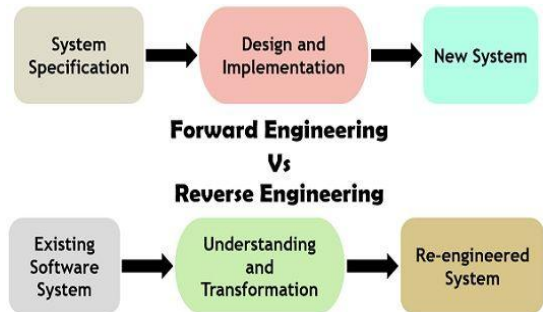 System
Specification
Design and
Implementation
New System
Forward Engineering
Vs
Reverse Engineering
Existing
Software
System
Understanding
and
Transformation
Re-engineered
System